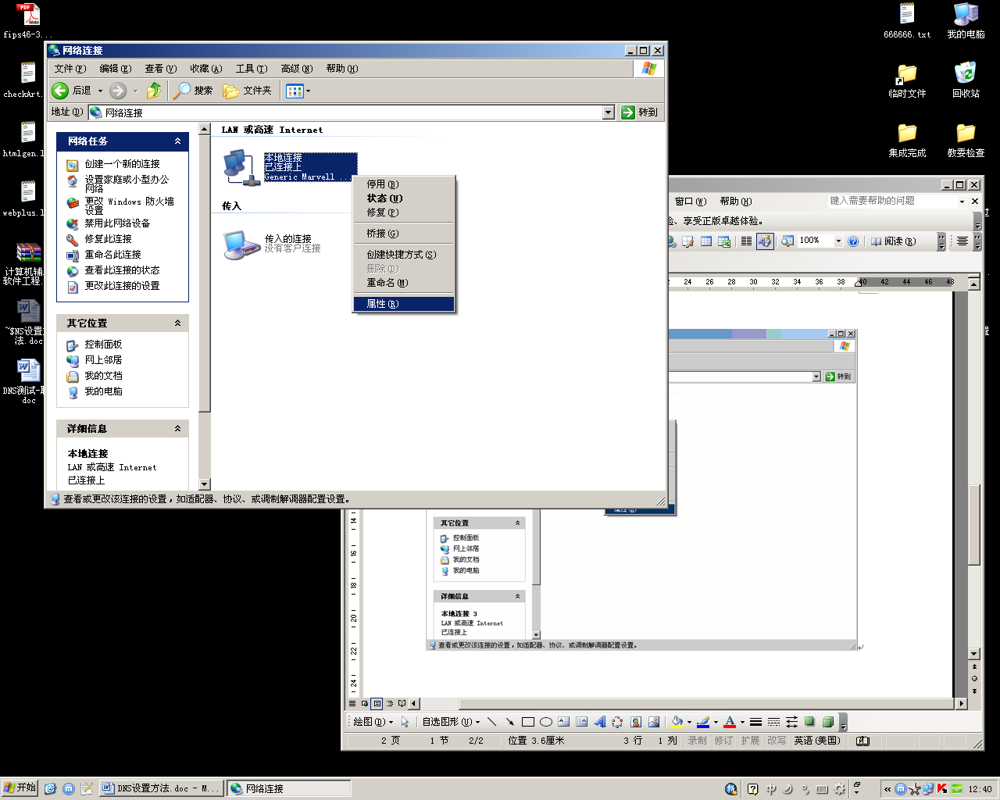 fips46-3...
checkArt.
htmlgen.l
webplus.l
计算机辅
软件工程.
~$NS设置方
法.doc
doc
666666.txt
我的电脑
临时文件
回收站
集成完成
教委检查
网络连接
文件(F) 编辑(E) 查看(V) 收藏(A) 工具(T) 高级(N) 帮助(H)
后退 搜索 文件夹
地址(D) 网络连接 转到
网络任务
创建一个新的连接
设置家庭或小型办公
网络
更改 Windows 防火墙
设置
禁用此网络设备
修复此连接
重命名此连接
查看此连接的状态
更改此连接的设置
其它位置
控制面板
网上邻居
我的文档
我的电脑
详细信息
本地连接
LAN 或高速 Internet
已连接上
LAN 或高速 Internet
本地连接
已连接上
Generic Marvell ...
传入
传入的连接
没有客户连接
停用(B)
状态(U)
修复(P)
桥接(G)
创建快捷方式(S)
删除(D)
重命名(M)
属性(R)
查看或更改该连接的设置，如适配器、协议、或调制解调器配置设置。
窗口(W) 帮助(H) 键入需要帮助的问题
、享受正版卓越体验。
100% 阅读(R)
24 26 28 30 32 34 36 38 40 42 44 46 48
转到
属性(R)
其它位置
控制面板
网上邻居
我的文档
我的电脑
详细信息
本地连接 3
LAN 或高速 Internet
已连接上
查看或更改该连接的设置，如适配器、协议、或调制解调器配置设置。
14
16
18
20
22
24
绘图(D) 自选图形(U)
2 页 1 节 2/2 位置 3.6厘米 3 行 1 列 录制 修订 扩展 改写 英语(美国)
开始 DNS设置方法.doc - M... 网络连接 12:40